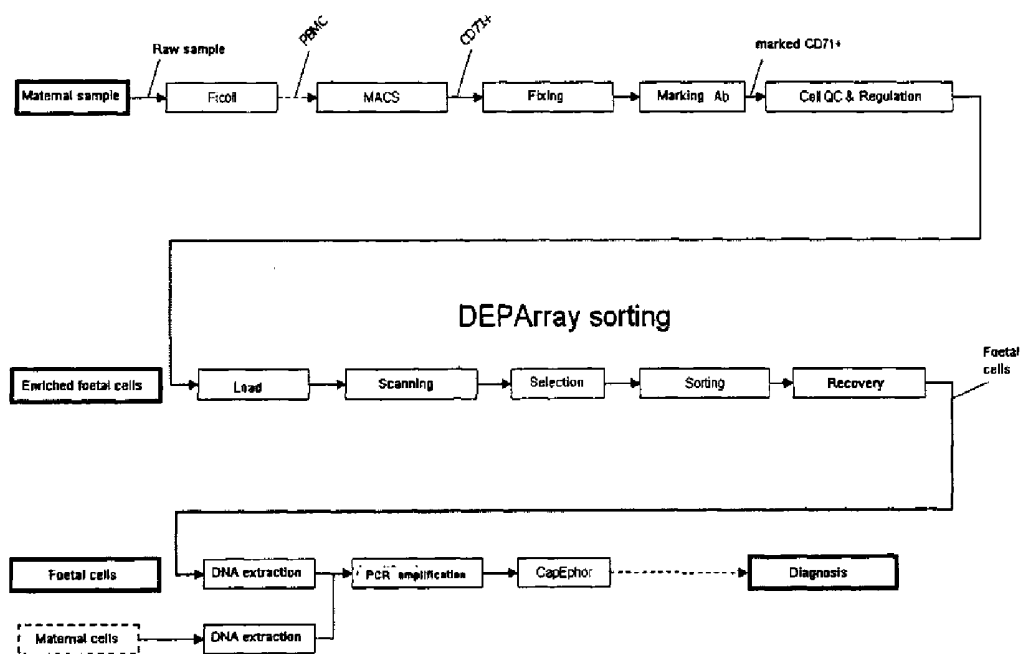 Raw sample
PBMC
CD71+
marked CD71+
Maternal sample
Ficoll
MACS
Fixing
Marking Ab
Cell QC & Regulation
DEPArray sorting
Foetal
cells
Enriched foetal cells
Load
Scanning
Selection
Sorting
Recovery
Foetal cells
DNA extraction
PCR amplification
CapEphor
Diagnosis
Maternal cells
DNA extraction